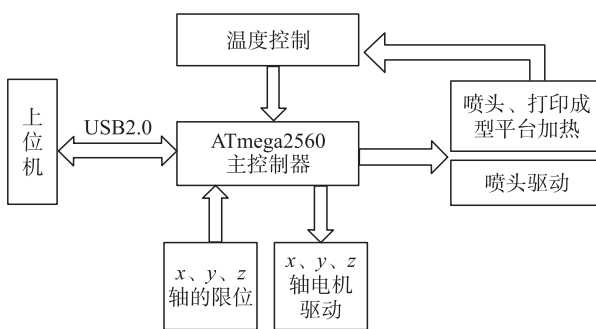 温度控制
上
位
机
USB2.0
ATmega2560
主控制器
喷头、打印成
型平台加热
喷头驱动
x、y、z
轴的限位
x、y、z
轴电机
驱动